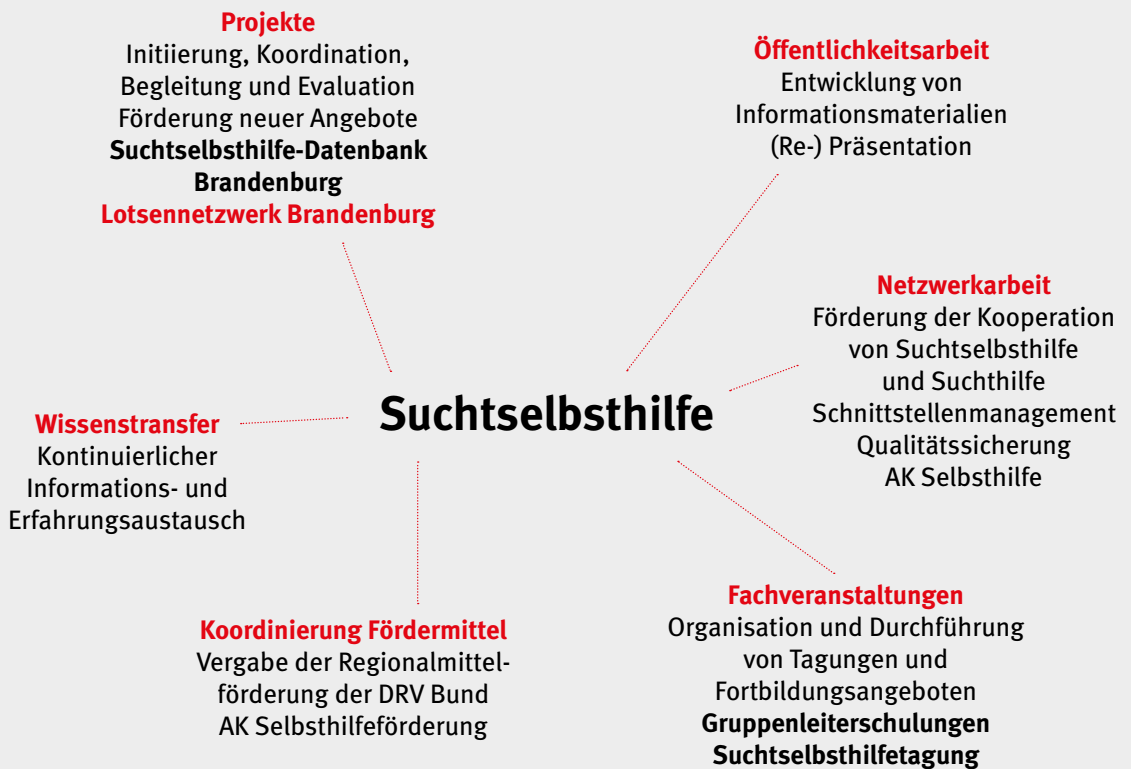 Projekte
Initiierung, Koordination,
Begleitung und Evaluation
Förderung neuer Angebote
Suchtselbsthilfe-Datenbank
Brandenburg
Lotsennetzwerk Brandenburg
Öffentlichkeitsarbeit
Entwicklung von
Informationsmaterialien
(Re-) Präsentation
Netzwerkarbeit
Förderung der Kooperation
von Suchtselbsthilfe
und Suchthilfe
Schnittstellenmanagement
Qualitätssicherung
AK Selbsthilfe
Suchtselbsthilfe
Wissenstransfer
Kontinuierlicher
Informations- und
Erfahrungsaustausch
Koordinierung Fördermittel
Vergabe der Regionalmittel-
förderung der DRV Bund
AK Selbsthilfeförderung
Fachveranstaltungen
Organisation und Durchführung
von Tagungen und
Fortbildungsangeboten
Gruppenleiterschulungen
Suchtselbsthilfetagung